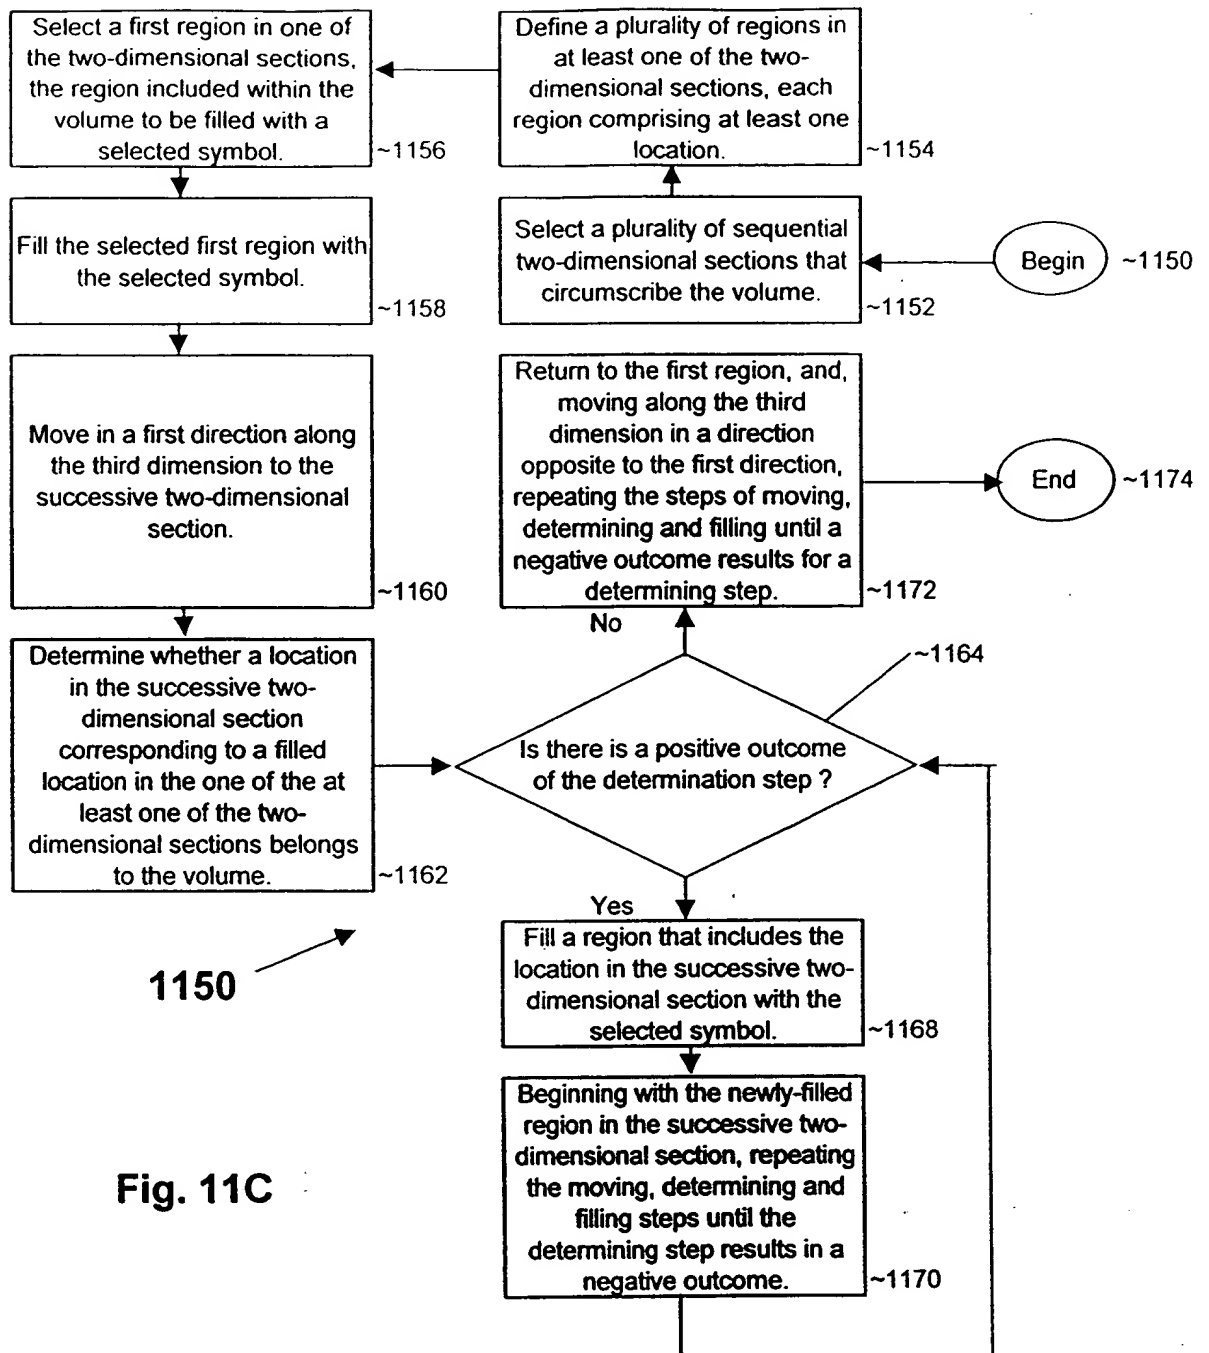 Select a first region in one of
the two-dimensional sections,
the region included within the
volume to be filled with a
selected symbol.
~1156
Define a plurality of regions in
at least one of the two-
dimensional sections, each
region comprising at least one
location.
~1154
Fill the selected first region with
the selected symbol.
~1158
Select a plurality of sequential
two-dimensional sections that
circumscribe the volume.
~1152
Begin
~1150
Move in a first direction along
the third dimension to the
successive two-dimensional
section.
~1160
Return to the first region, and,
moving along the third
dimension in a direction
opposite to the first direction,
repeating the steps of moving,
determining and filling until a
negative outcome results for a
determining step.
~1172
End
~1174
No
Determine whether a location
in the successive two-
dimensional section
corresponding to a filled
location in the one of the at
least one of the two-
dimensional sections belongs
to the volume.
~1162
~1164
Is there is a positive outcome
of the determination step ?
Yes
Fill a region that includes the
location in the successive two-
dimensional section with the
selected symbol.
~1168
1150
Beginning with the newly-filled
region in the successive two-
dimensional section, repeating
the moving, determining and
filling steps until the
determining step results in a
negative outcome.
~1170
Fig. 11C